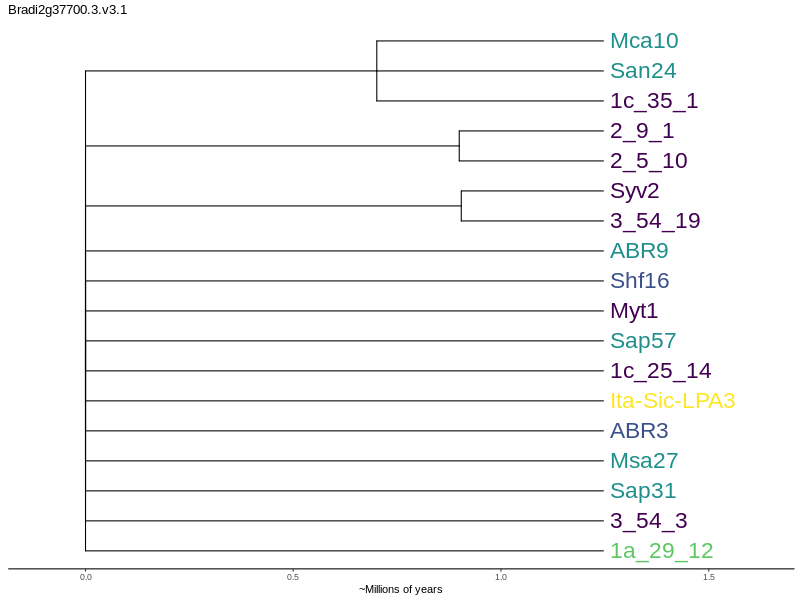 Bradi2g37700.3.v3.1
Mca10
San24
1c_35_1
2_9_1
2_5_10
Syv2
3_54_19
ABR9
Shf16
Myt1
Sap57
1c_25_14
Ita-Sic-LPA3
ABR3
Msa27
Sap31
3_54_3
1a_29_12
0.0 0.5 1.0 1.5
~Millions of years